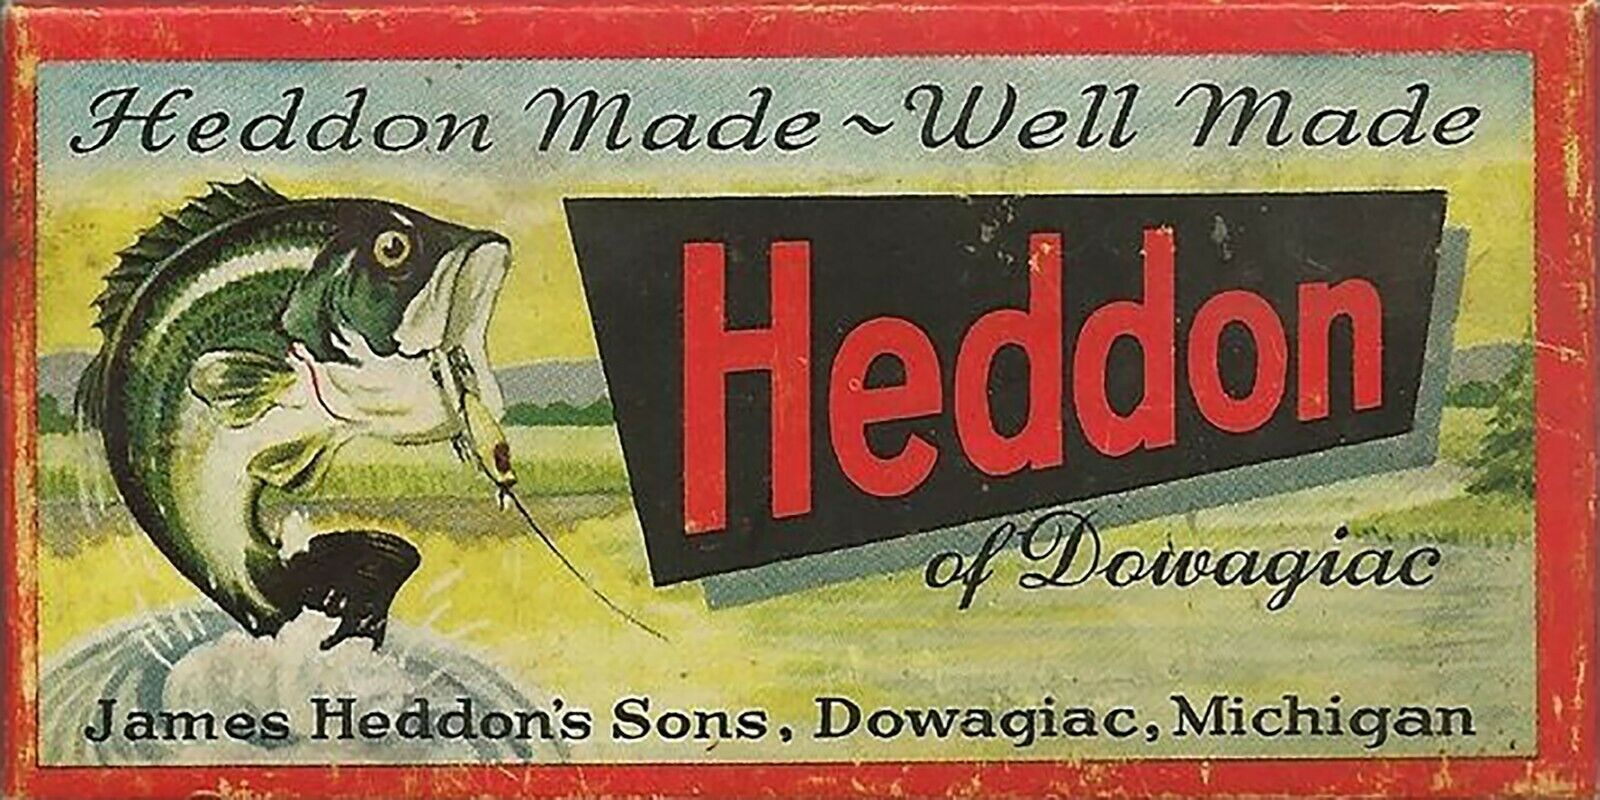 Heddon Made ~ Well Made
Heddon
of Dowagiac
James Heddon's Sons, Dowagiac, Michigan